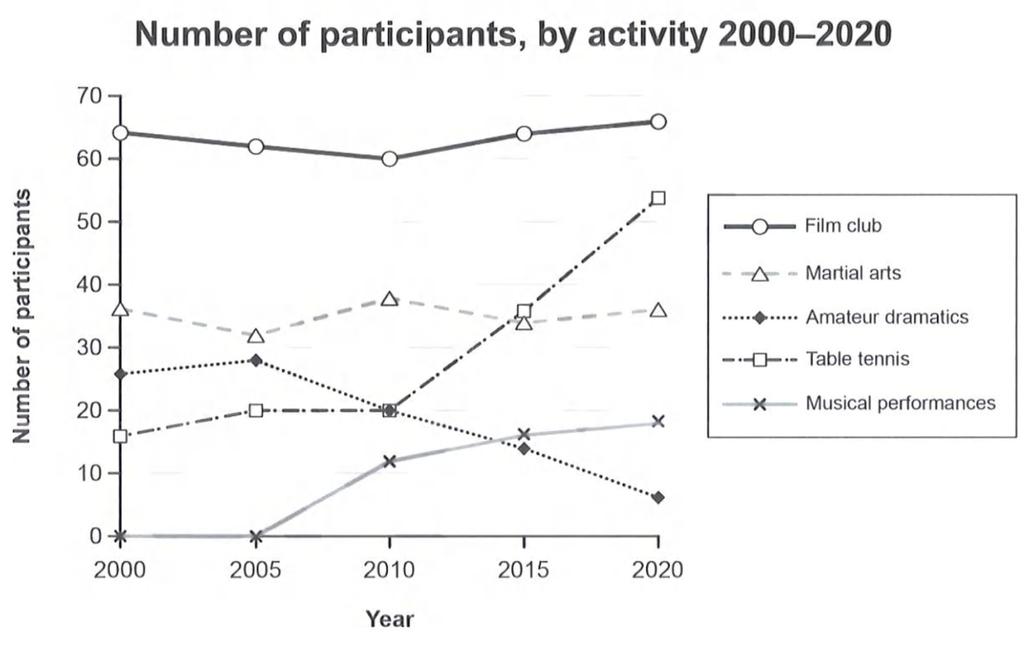 Number of participants, by activity 2000–2020
Number of participants
70
60
50
40
30
20
10
0
2000 2005 2010 2015 2020
Year
Film club
Martial arts
Amateur dramatics
Table tennis
Musical performances